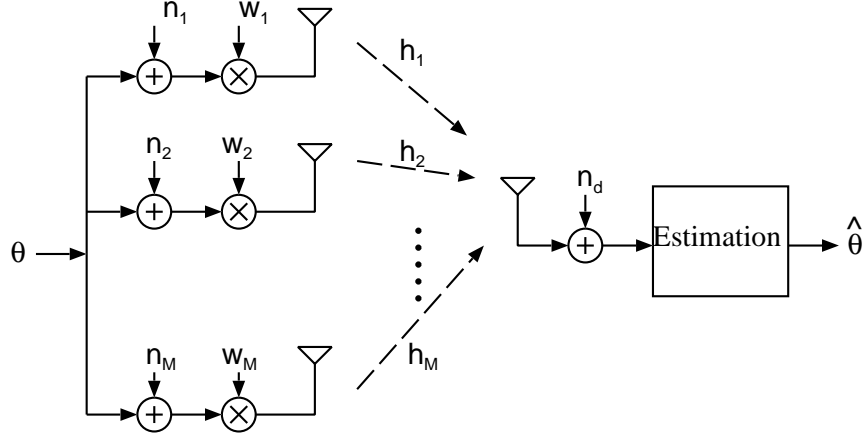 n₁ w₁
h₁
n₂ w₂
h₂
n_d
θ
Estimation
θ̂
n_M w_M
h_M